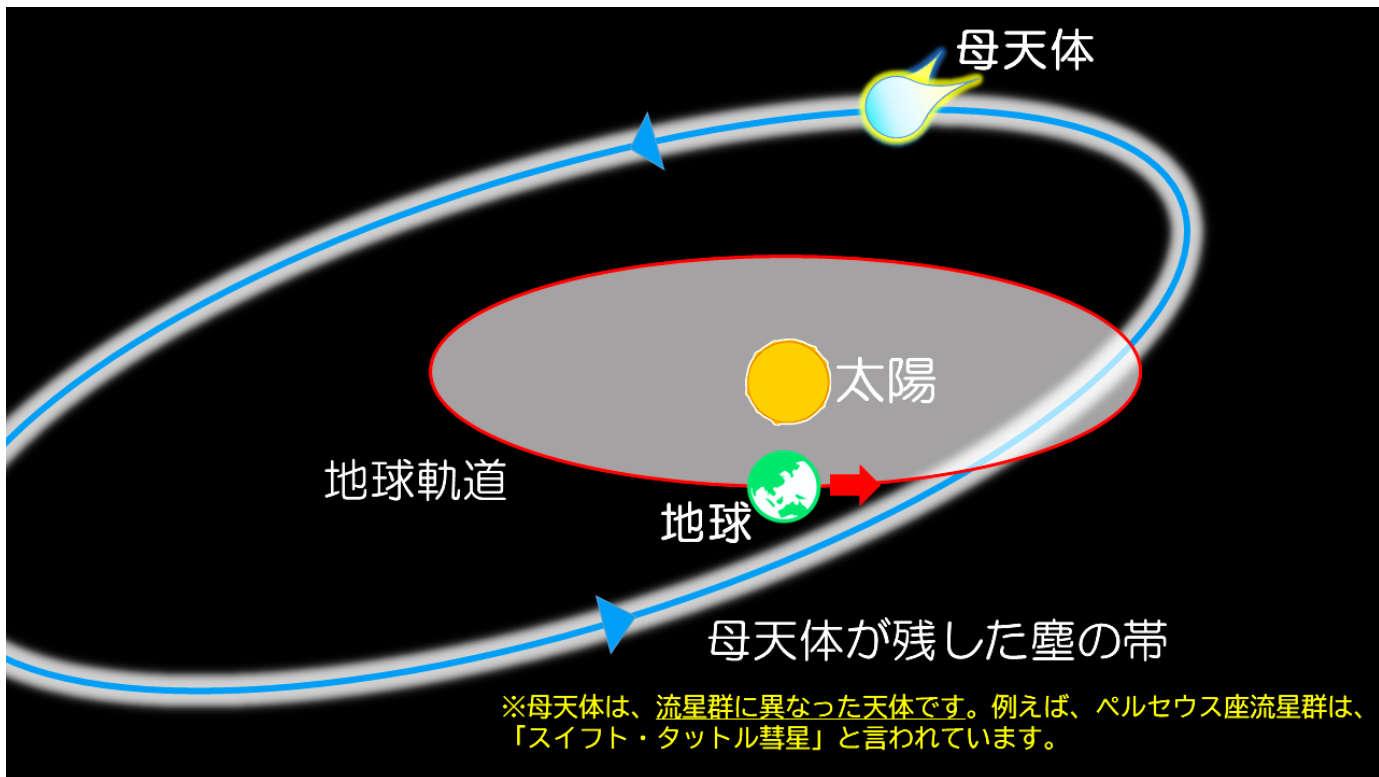 母天体
太陽
地球軌道
地球
母天体が残した塵の帯
※母天体は、流星群に異なった天体です。例えば、ペルセウス座流星群は、
「スイフト・タットル彗星」と言われています。